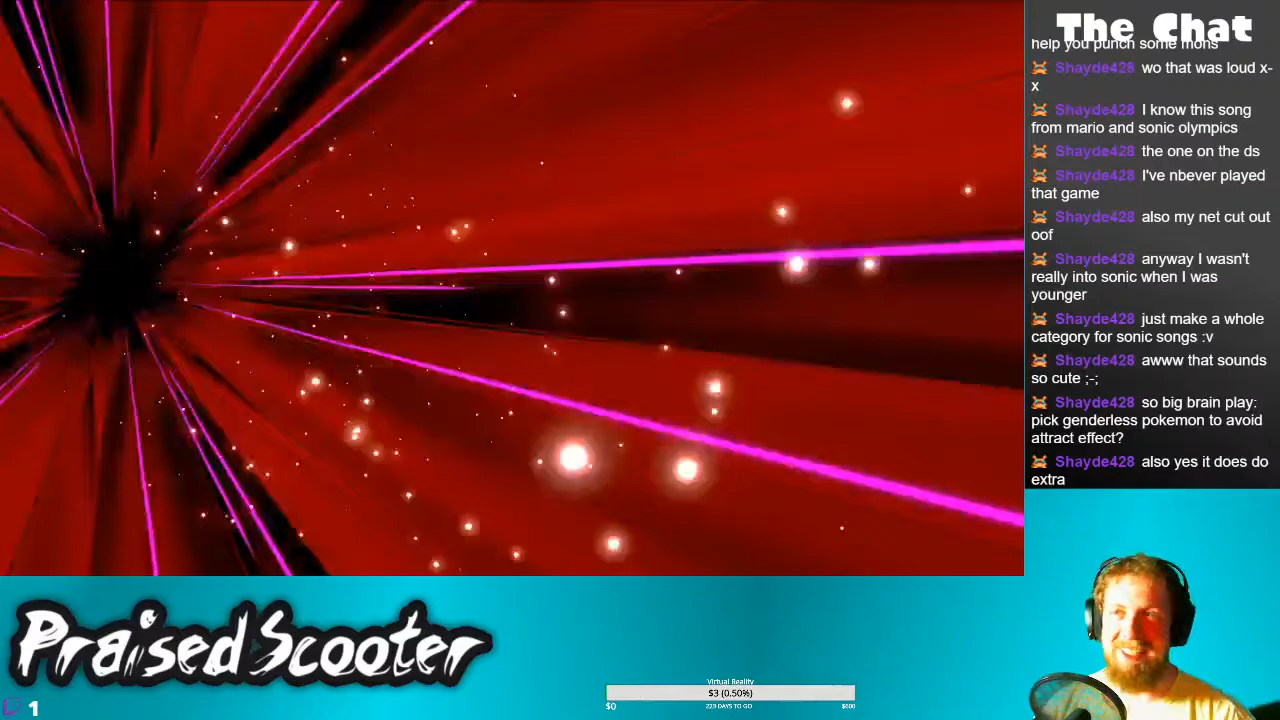 The Chat
help you punch some mons
Shayde428 wo that was loud x-
x
Shayde428 I know this song
from mario and sonic olympics
Shayde428 the one on the ds
Shayde428 I've nbever played
that game
Shayde428 also my net cut out
oof
Shayde428 anyway I wasn't
really into sonic when I was
younger
Shayde428 just make a whole
category for sonic songs :v
Shayde428 awww that sounds
so cute ;-;
Shayde428 so big brain play:
pick genderless pokemon to avoid
attract effect?
Shayde428 also yes it does do
extra
Praised Scooter
1
Virtual Reality
$3 (0.50%)
$0 223 DAYS TO GO $600